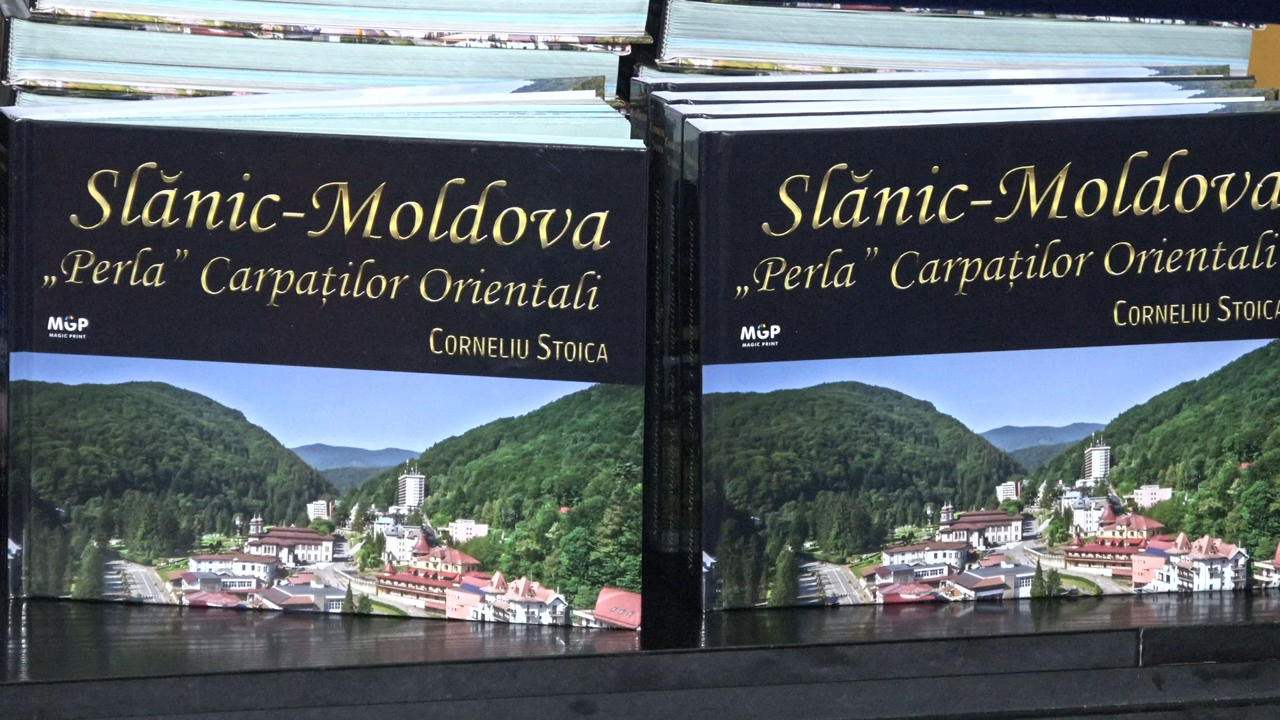 Slănic-Moldova
„Perla” Carpaților Orientali
MGP
MAGIC PRINT
CORNELIU STOICA
Slănic-Moldova
„Perla” Carpaților Orientali
MGP
MAGIC PRINT
CORNELIU STOICA